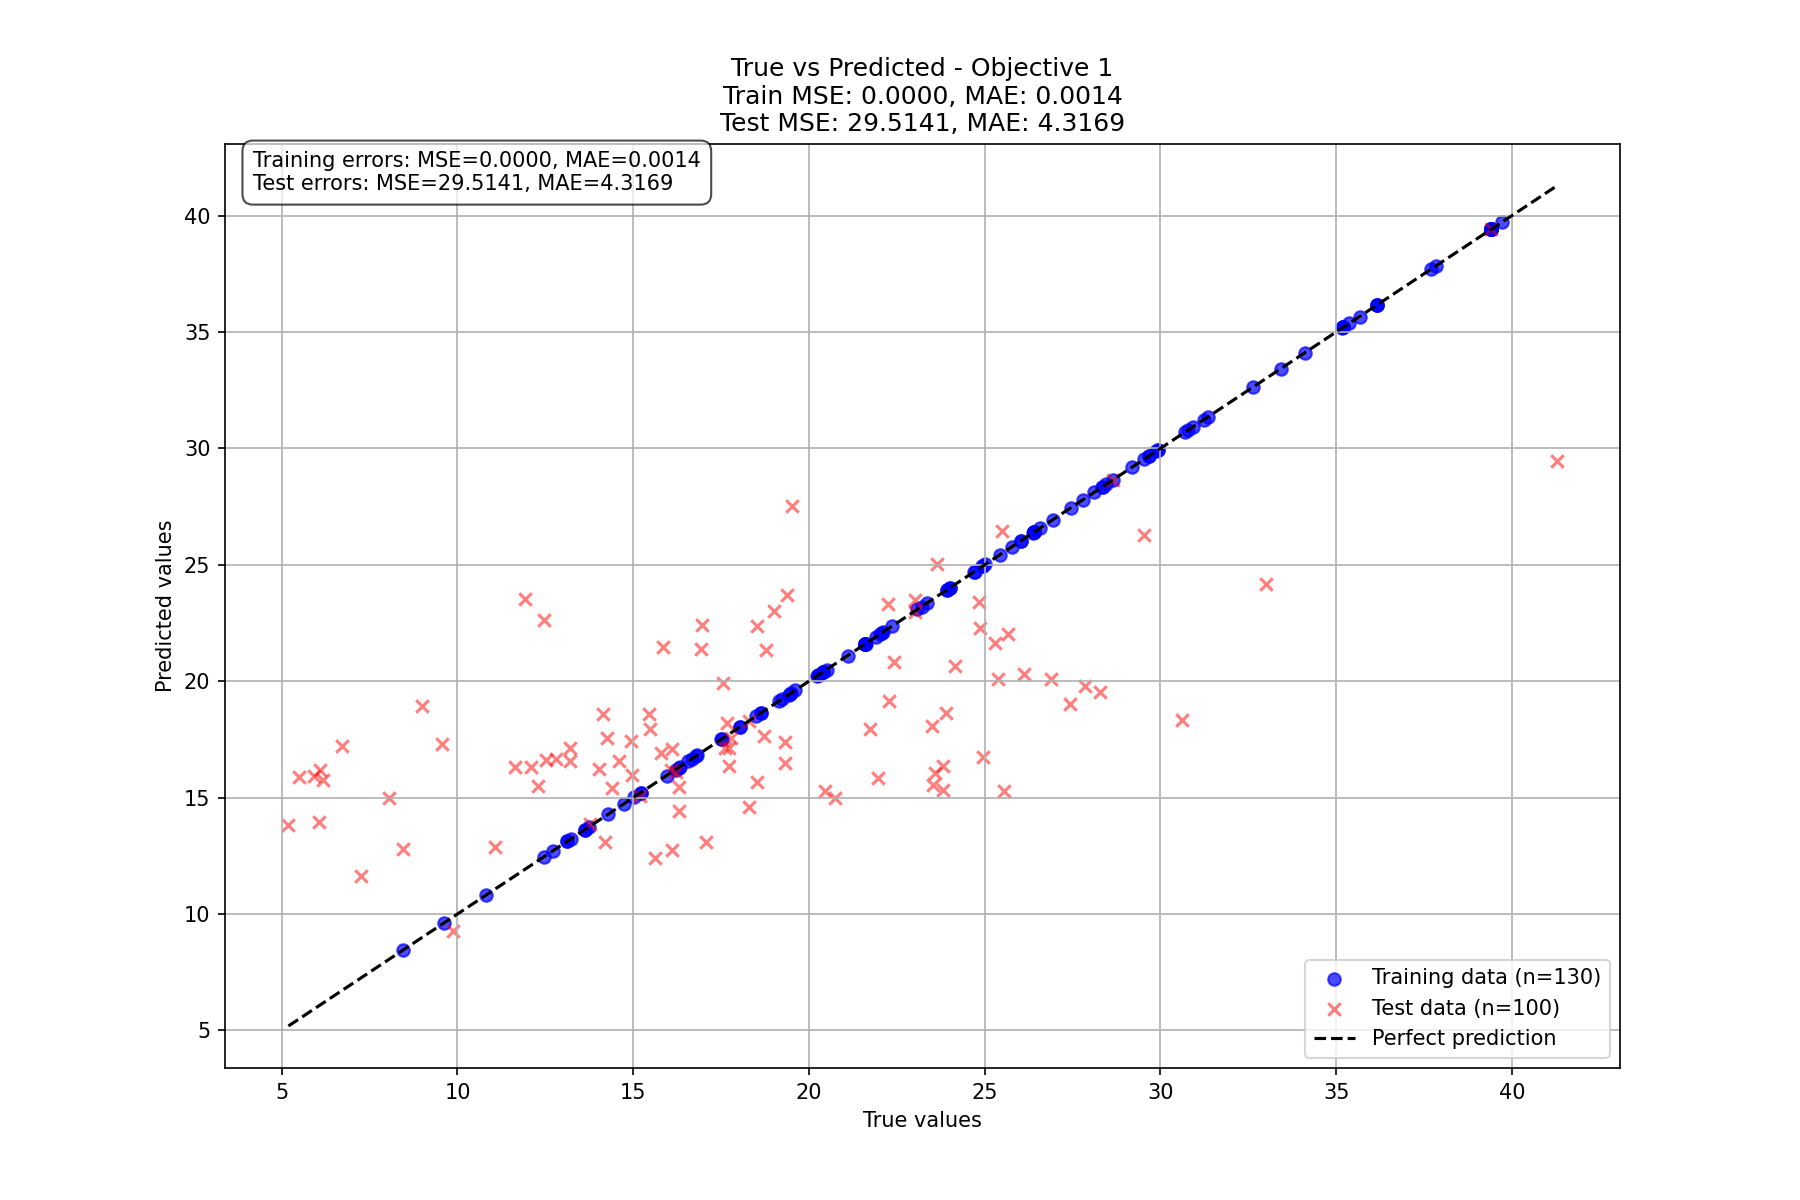 True vs Predicted - Objective 1
Train MSE: 0.0000, MAE: 0.0014
Test MSE: 29.5141, MAE: 4.3169
Training errors: MSE=0.0000, MAE=0.0014
Test errors: MSE=29.5141, MAE=4.3169
40
35
30
25
20
15
10
5
Predicted values
Training data (n=130)
Test data (n=100)
Perfect prediction
5 10 15 20 25 30 35 40
True values